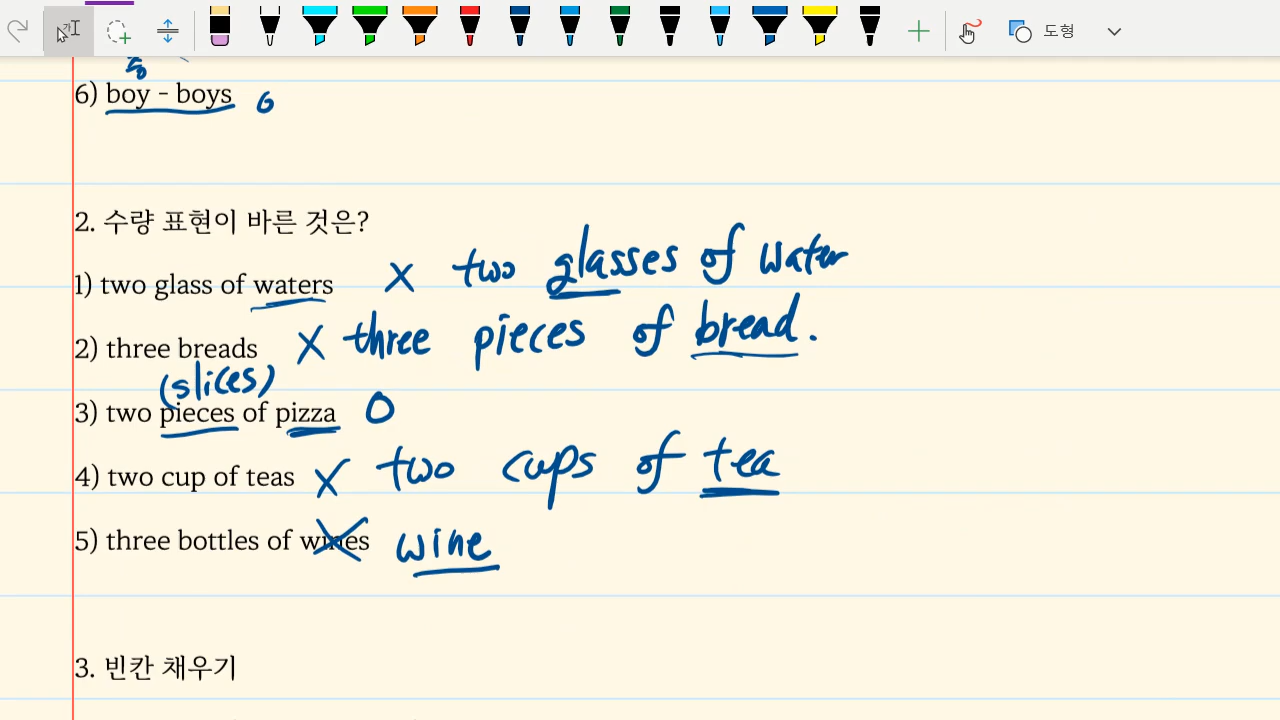 도형
6) boy - boys
2. 수량 표현이 바른 것은?
1) two glass of waters X two glasses of water
2) three breads X three pieces of bread.
(slices)
3) two pieces of pizza O
4) two cup of teas X two cups of tea
5) three bottles of wines wine
3. 빈칸 채우기